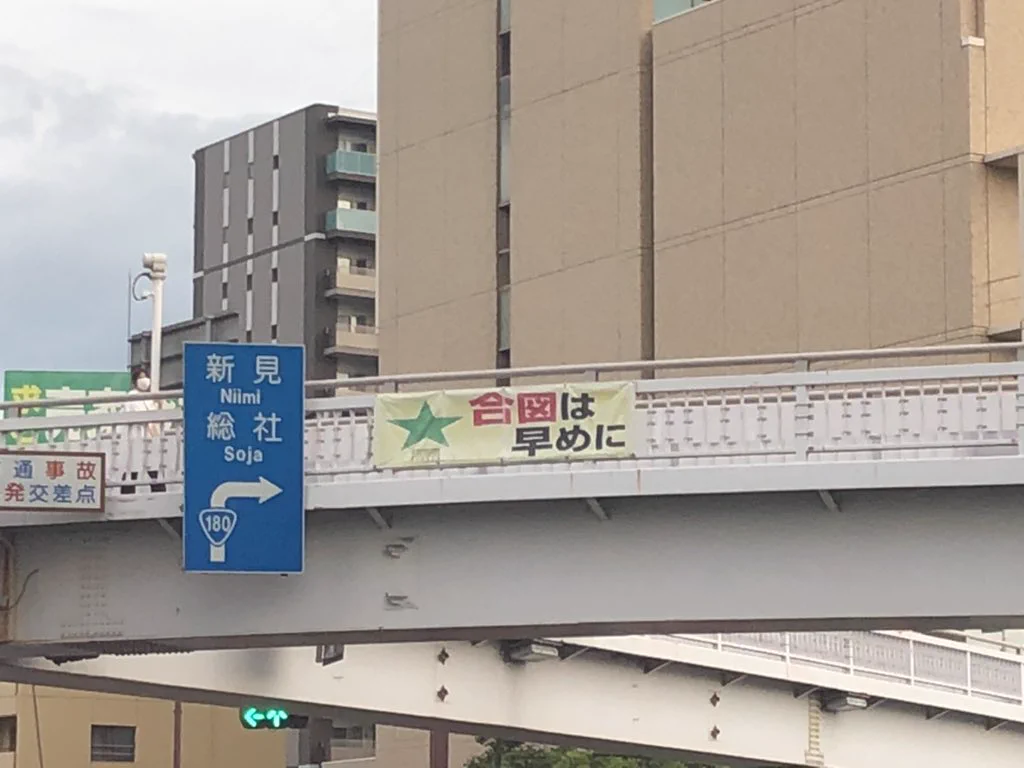 新見
Niimi
総社
Soja
180
合図は
早めに
通事故
発交差点